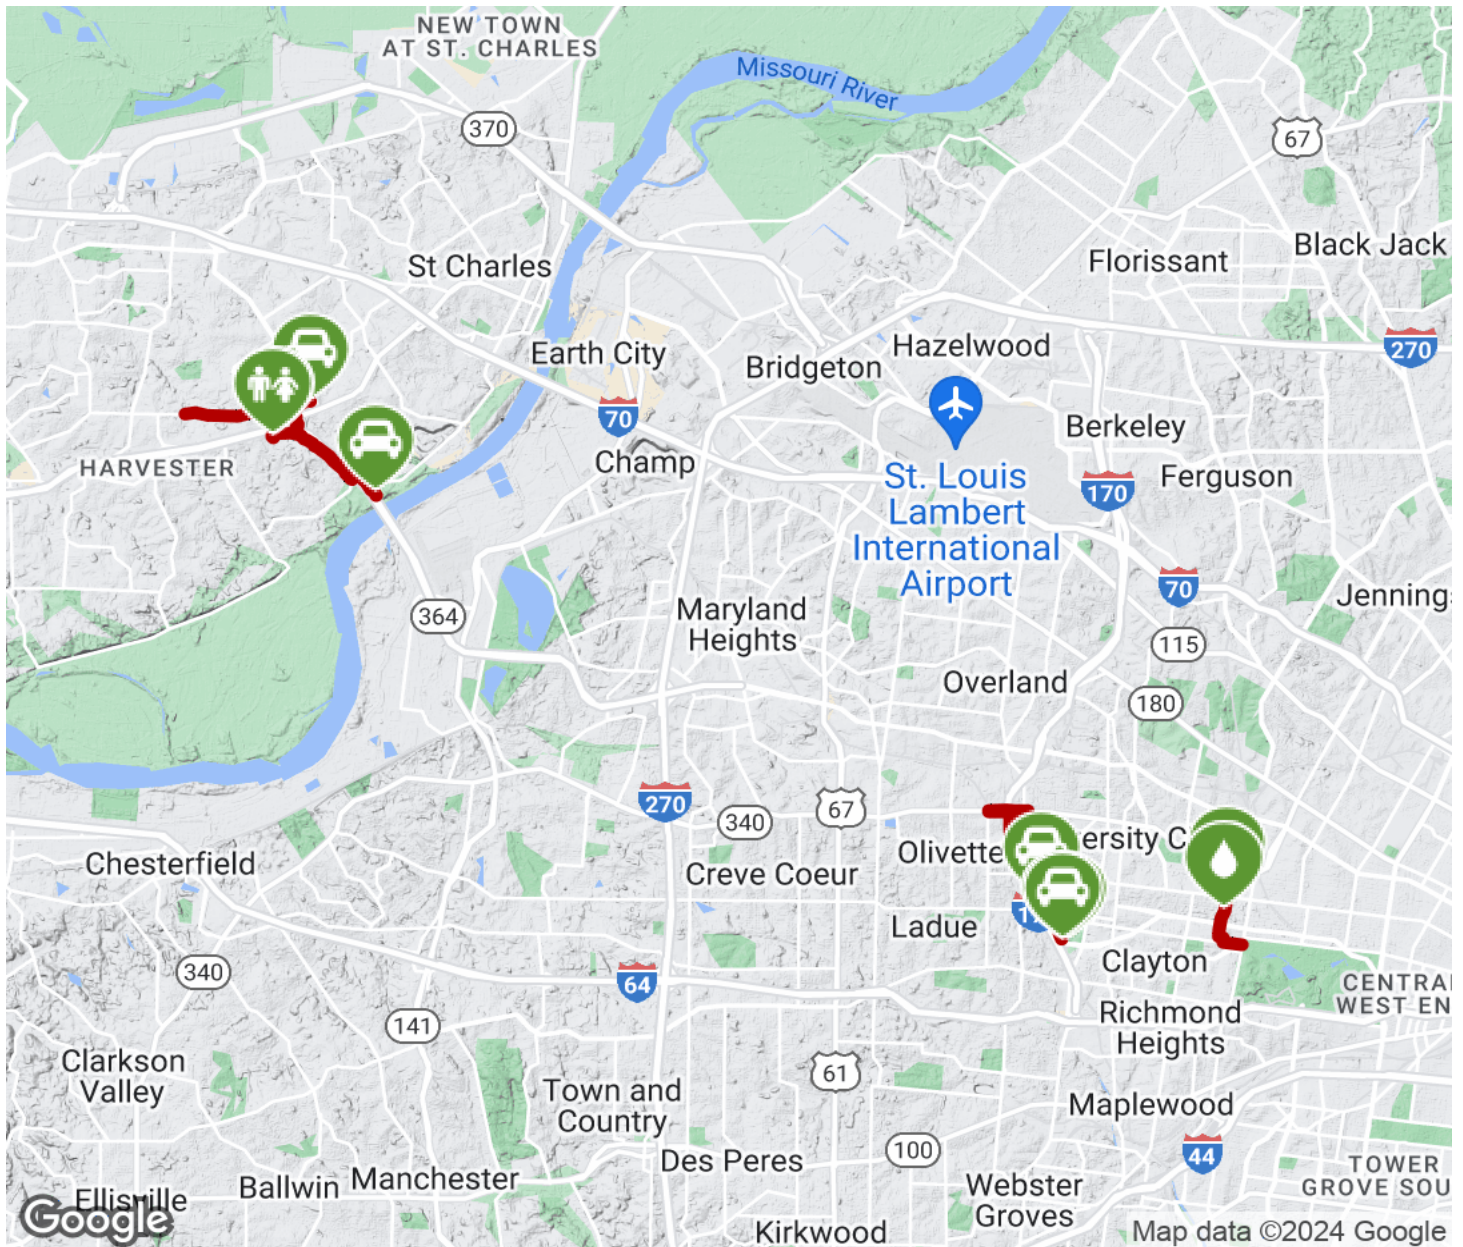 NEW TOWN
AT ST. CHARLES
Missouri River
370
67
Black Jack
Florissant
St Charles
270
Hazelwood
Earth City
Bridgeton
70
Berkeley
HARVESTER
Champ
Ferguson
St. Louis
Lambert
International
Airport
170
70
Jennings
364
Maryland
Heights
115
Overland
180
270
340
67
ersity C
Olivette
Chesterfield
Creve Coeur
Ladue
17
Clayton
340
64
CENTRAL
WEST EN
Richmond
Heights
141
Clarkson
Valley
61
Town and
Country
Maplewood
100
44
Des Peres
TOWER
GROVE SOU
Ballwin
Manchester
Webster
Groves
Ellisville
Google
Kirkwood
Map data ©2024 Google